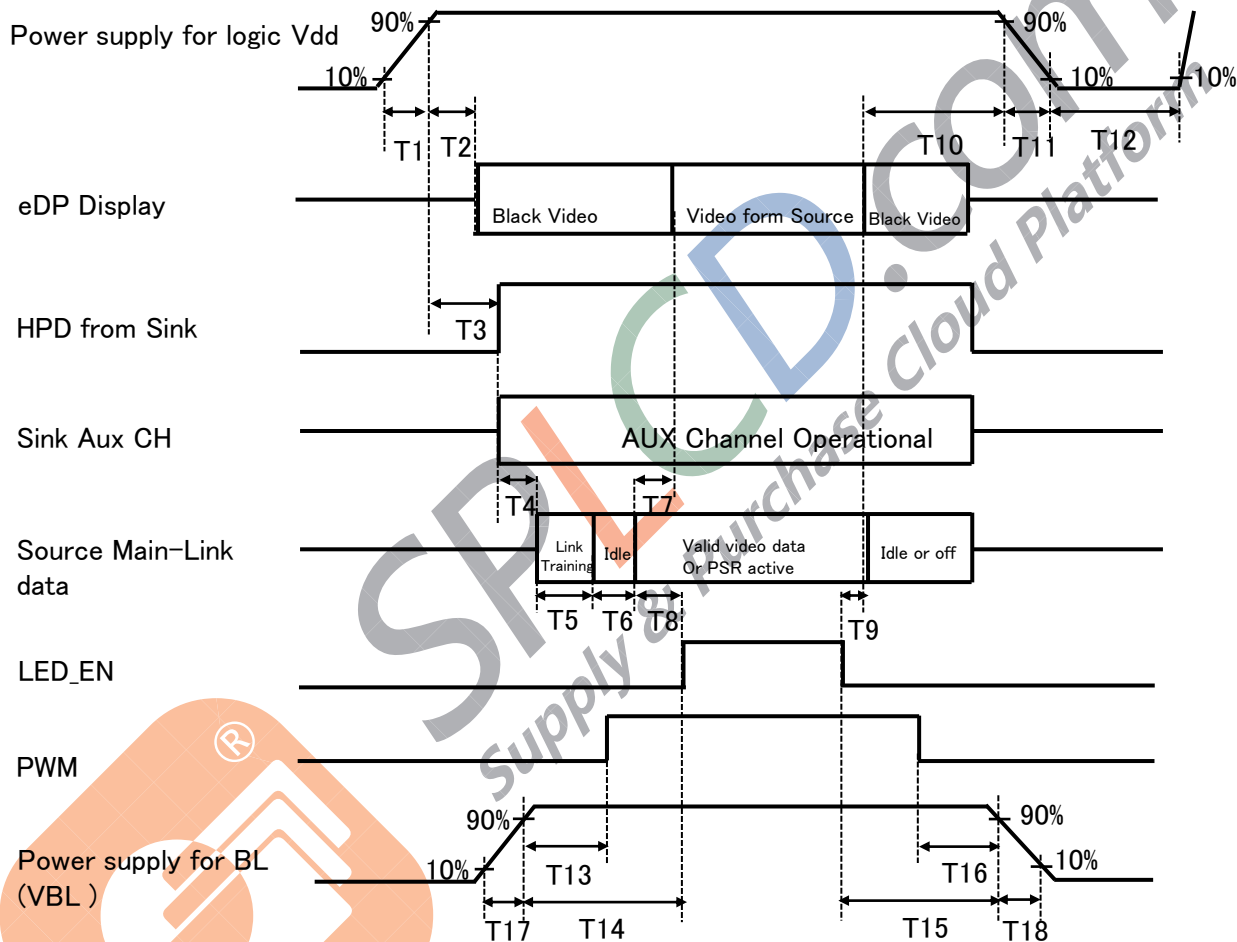 Power supply for logic Vdd
90%
10%
90%
10%
10%
T1
T2
T10
T11
T12
eDP Display
Black Video
Video form Source
Black Video
HPD from Sink
T3
Sink Aux CH
AUX Channel Operational
T4
T7
Source Main-Link
data
Link
Training
Idle
Valid video data
Or PSR active
Idle or off
T5
T6
T8
T9
LED_EN
PWM
Power supply for BL
(VBL )
90%
10%
90%
10%
T13
T16
T17
T14
T15
T18
SPLCD.com
Supply & Purchase Cloud Platform
®